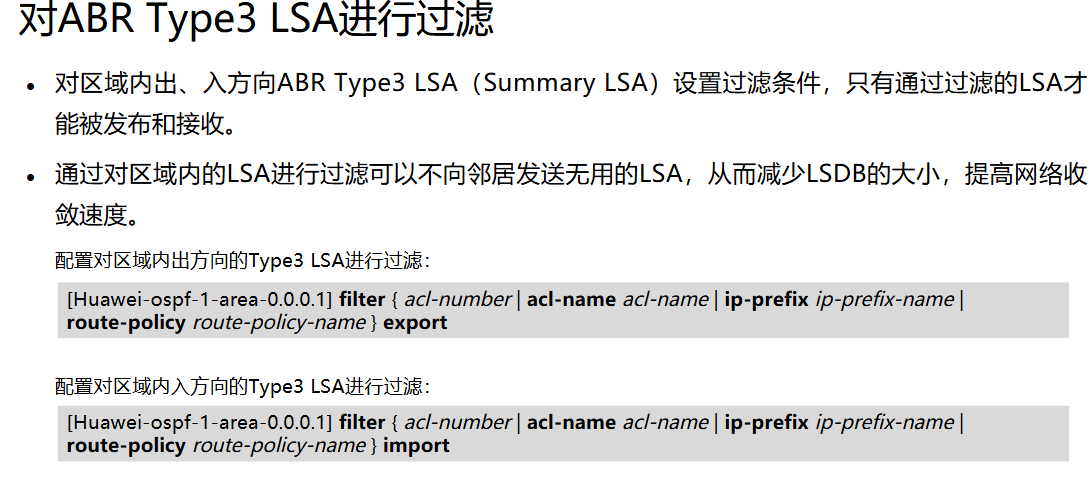 对ABR Type3 LSA进行过滤
• 对区域内出、入方向ABR Type3 LSA（Summary LSA）设置过滤条件，只有通过过滤的LSA才
能被发布和接收。
• 通过对区域内的LSA进行过滤可以不向邻居发送无用的LSA，从而减少LSDB的大小，提高网络收
敛速度。
配置对区域内出方向的Type3 LSA进行过滤：
[Huawei-ospf-1-area-0.0.0.1] filter { acl-number | acl-name acl-name | ip-prefix ip-prefix-name |
route-policy route-policy-name } export
配置对区域内入方向的Type3 LSA进行过滤：
[Huawei-ospf-1-area-0.0.0.1] filter { acl-number | acl-name acl-name | ip-prefix ip-prefix-name |
route-policy route-policy-name } import